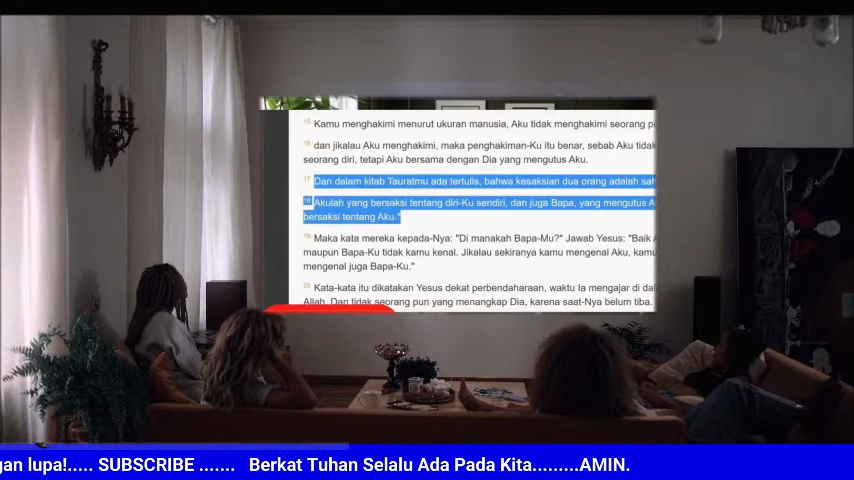 15 Kamu menghakimi menurut ukuran manusia, Aku tidak menghakimi seorang
16 dan jikalau Aku menghakimi, maka penghakiman-Ku itu benar, sebab Aku tidak
seorang diri, tetapi Aku bersama dengan Dia yang mengutus Aku.
17 Dan dalam kitab Tauratmu ada tertulis, bahwa kesaksian dua orang adalah sah
18 Akulah yang bersaksi tentang diri-Ku sendiri, dan juga Bapa, yang mengutus
bersaksi tentang Aku."
19 Maka kata mereka kepada-Nya: "Di manakah Bapa-Mu?" Jawab Yesus: "Baik
maupun Bapa-Ku tidak kamu kenal. Jikalau sekiranya kamu mengenal Aku, kamu
mengenal juga Bapa-Ku."
20 Kata-kata itu dikatakan Yesus dekat perbendaharaan, waktu Ia mengajar di
Allah. Dan tidak seorang pun yang menangkap Dia, karena saat-Nya belum tiba.
gan lupa!..... SUBSCRIBE ....... Berkat Tuhan Selalu Ada Pada Kita.........AMIN.